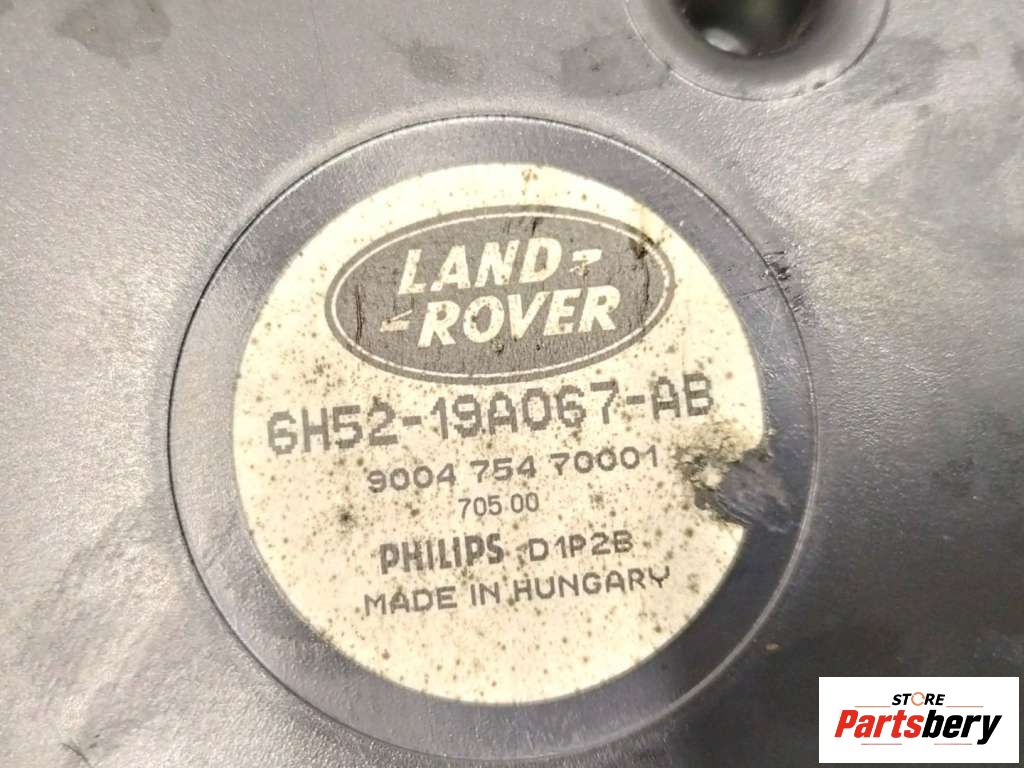 LAND-
-ROVER
6H52-19A067-AB
9004 754 70001
705.00
PHILIPS D1P2B
MADE IN HUNGARY
STORE
Partsbery